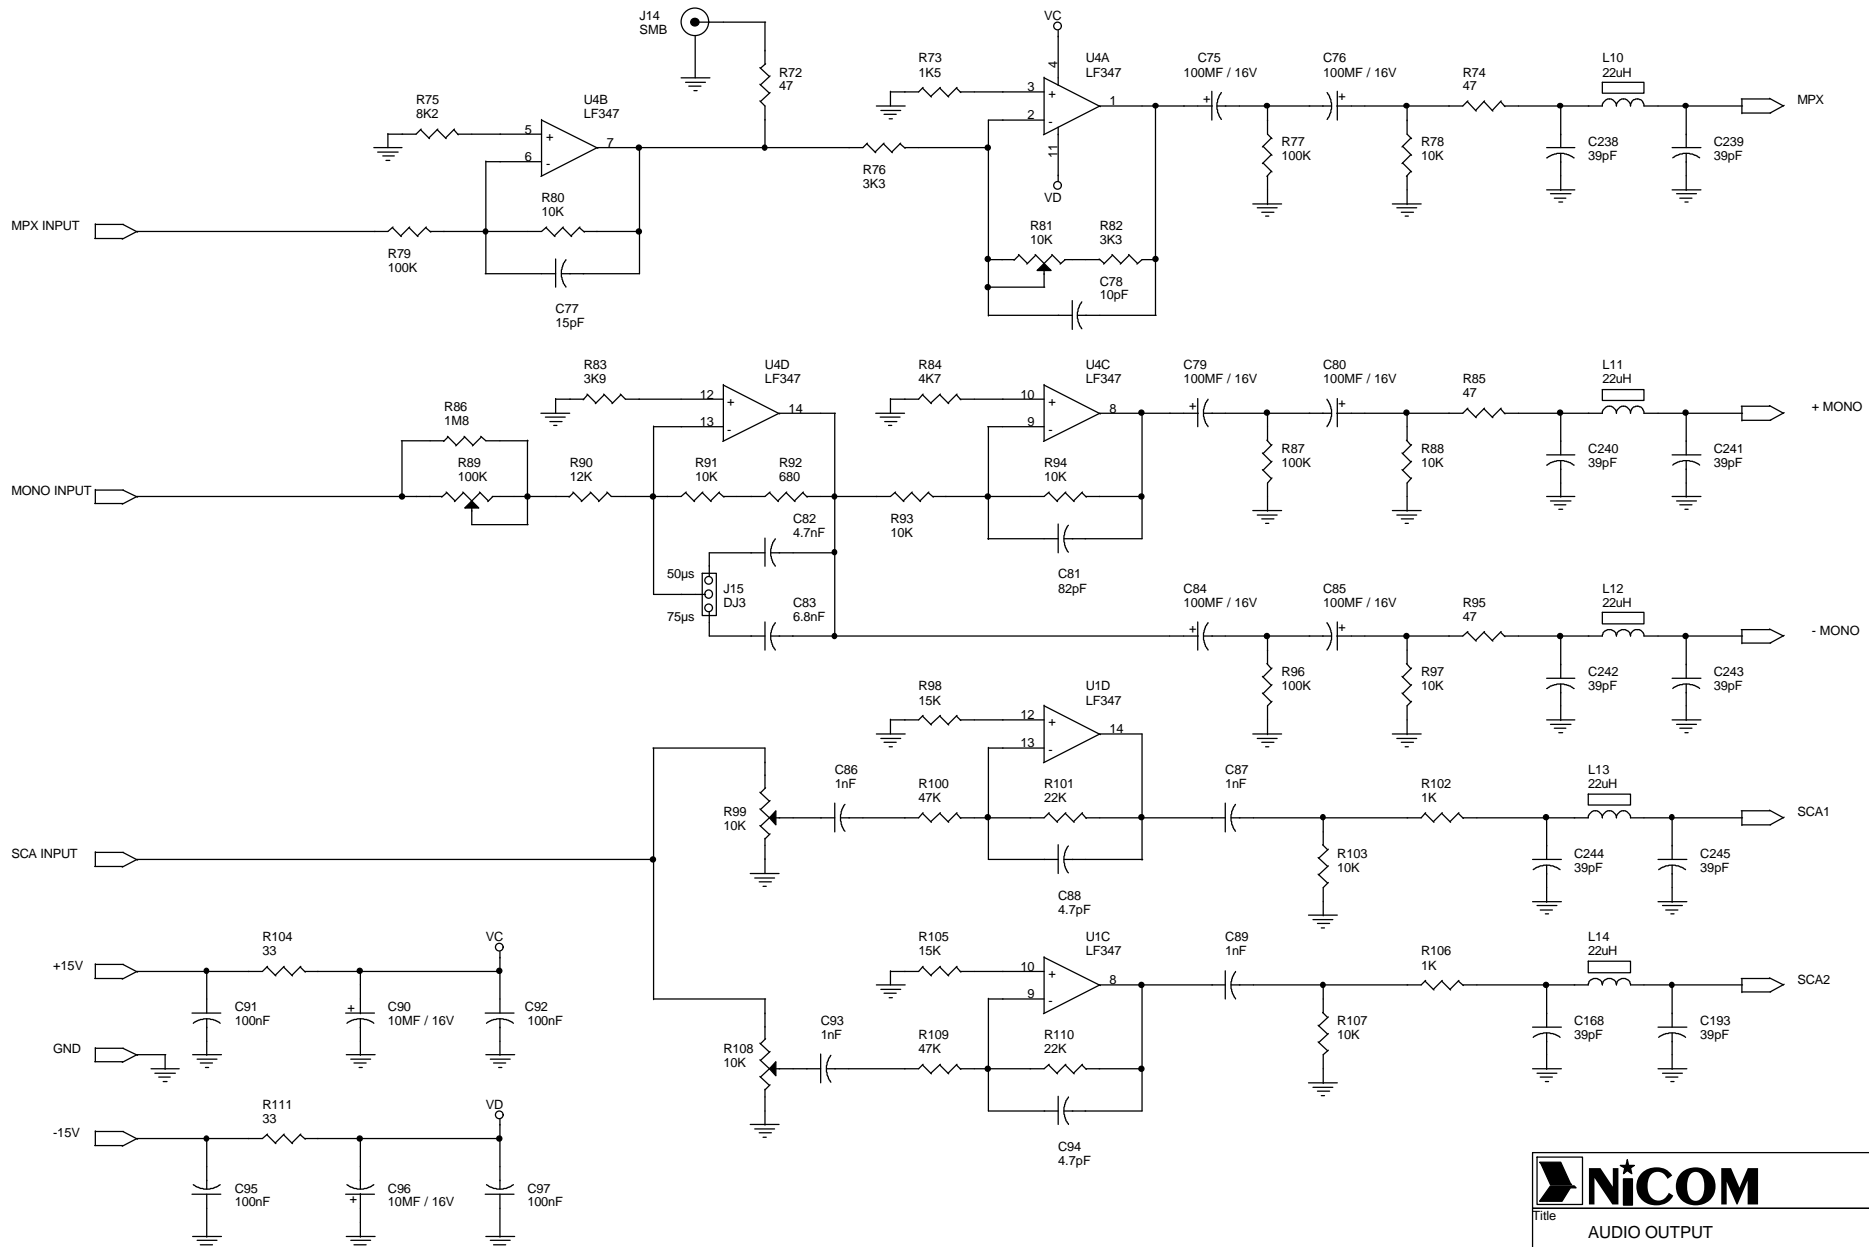 J14
SMB
R72
47
R73
1K5
VC
4
U4A
LF347
3
+
2
-
1
11
VD
C75
100MF / 16V
+
C76
100MF / 16V
+
R74
47
L10
22uH
MPX
R75
8K2
U4B
LF347
5
+
6
-
7
R76
3K3
R77
100K
R78
10K
C238
39pF
C239
39pF
MPX INPUT
R79
100K
R80
10K
C77
15pF
R81
10K
R82
3K3
C78
10pF
R83
3K9
U4D
LF347
12
+
13
-
14
R84
4K7
U4C
LF347
10
+
9
-
8
C79
100MF / 16V
+
C80
100MF / 16V
+
R85
47
L11
22uH
+ MONO
R86
1M8
R89
100K
MONO INPUT
R90
12K
R91
10K
R92
680
R93
10K
R94
10K
C81
82pF
R87
100K
R88
10K
C240
39pF
C241
39pF
C82
4.7nF
50µs
J15
DJ3
75µs
C83
6.8nF
C84
100MF / 16V
+
C85
100MF / 16V
+
R95
47
L12
22uH
- MONO
R96
100K
R97
10K
C242
39pF
C243
39pF
R98
15K
U1D
LF347
12
+
13
-
14
R99
10K
C86
1nF
R100
47K
R101
22K
C88
4.7pF
C87
1nF
R103
10K
R102
1K
L13
22uH
SCA1
C244
39pF
C245
39pF
SCA INPUT
R105
15K
U1C
LF347
10
+
9
-
8
R108
10K
C93
1nF
R109
47K
R110
22K
C94
4.7pF
C89
1nF
R107
10K
R106
1K
L14
22uH
SCA2
C168
39pF
C193
39pF
+15V
R104
33
VC
C91
100nF
+
C90
10MF / 16V
C92
100nF
GND
-15V
R111
33
VD
C95
100nF
+
C96
10MF / 16V
C97
100nF
NiCOM
Title
AUDIO OUTPUT